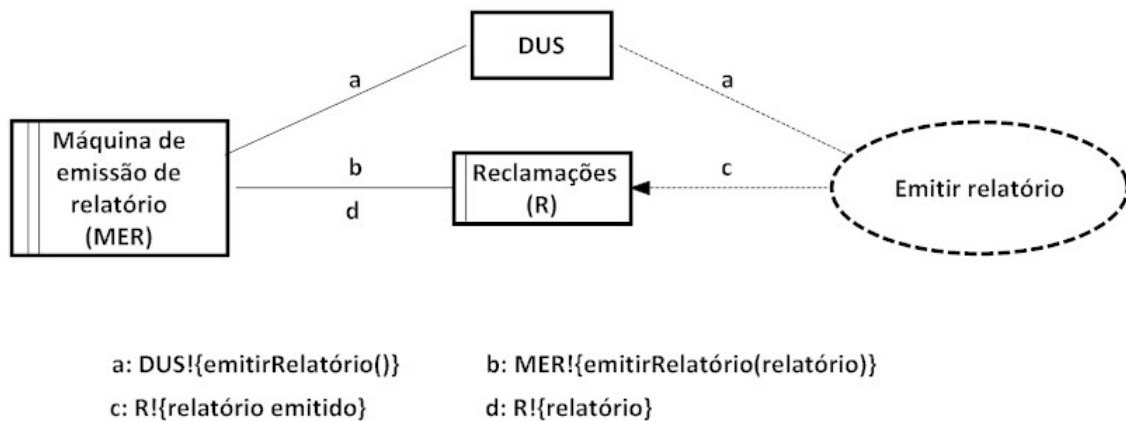 DUS
a
a
Máquina de
emissão de
relatório
(MER)
b
d
Reclamações
(R)
c
Emitir relatório
a: DUS!{emitirRelatório()}
b: MER!{emitirRelatório(relatório)}
c: R!{relatório emitido}
d: R!{relatório}